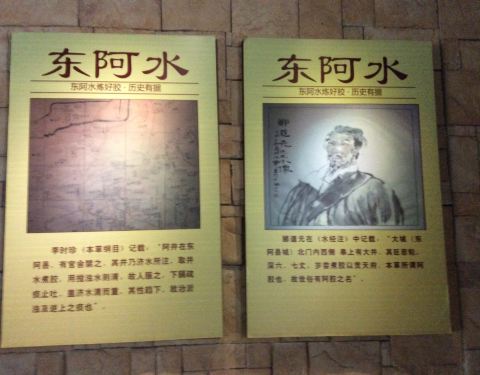 东阿水
东阿水炼好胶·历史有据
李时珍《本草纲目》记载："阿井在东
阿县，有官舍禁之。其井乃济水所注，取井
水煮胶，用搅浊水则清，故人服之，下膈疏
痰止吐，盖济水清而重，其性趋下，故治淤
浊及逆上之痰也"。
东阿水
东阿水炼好胶·历史有据
郦道元
郦道元在《水经注》中记载："大城（东
阿县城）北门内西侧 皋上有大井，其巨若轮，
深六、七丈，岁尝煮胶以贡天府，本草所谓阿
胶也，故世俗有阿胶之名"